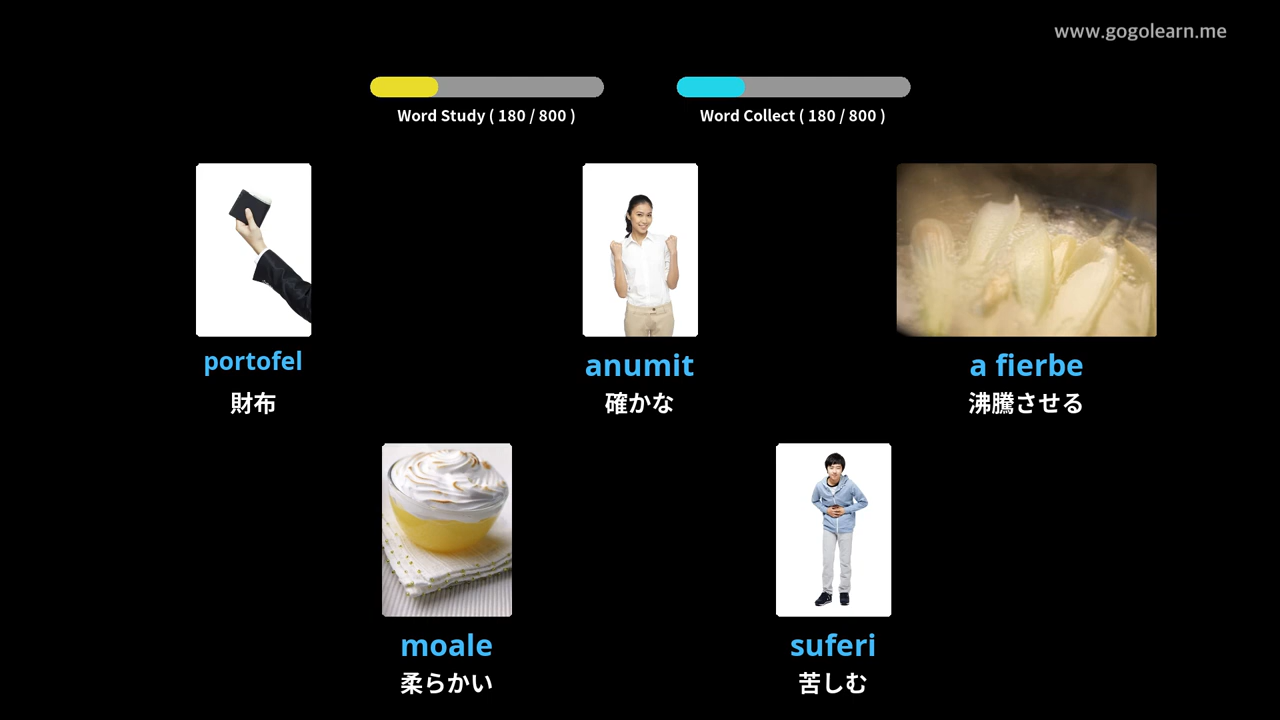 www.gogolearn.me
Word Study ( 180 / 800 )
Word Collect ( 180 / 800 )
portofel
財布
anumit
確かな
a fierbe
沸騰させる
moale
柔らかい
suferi
苦しむ